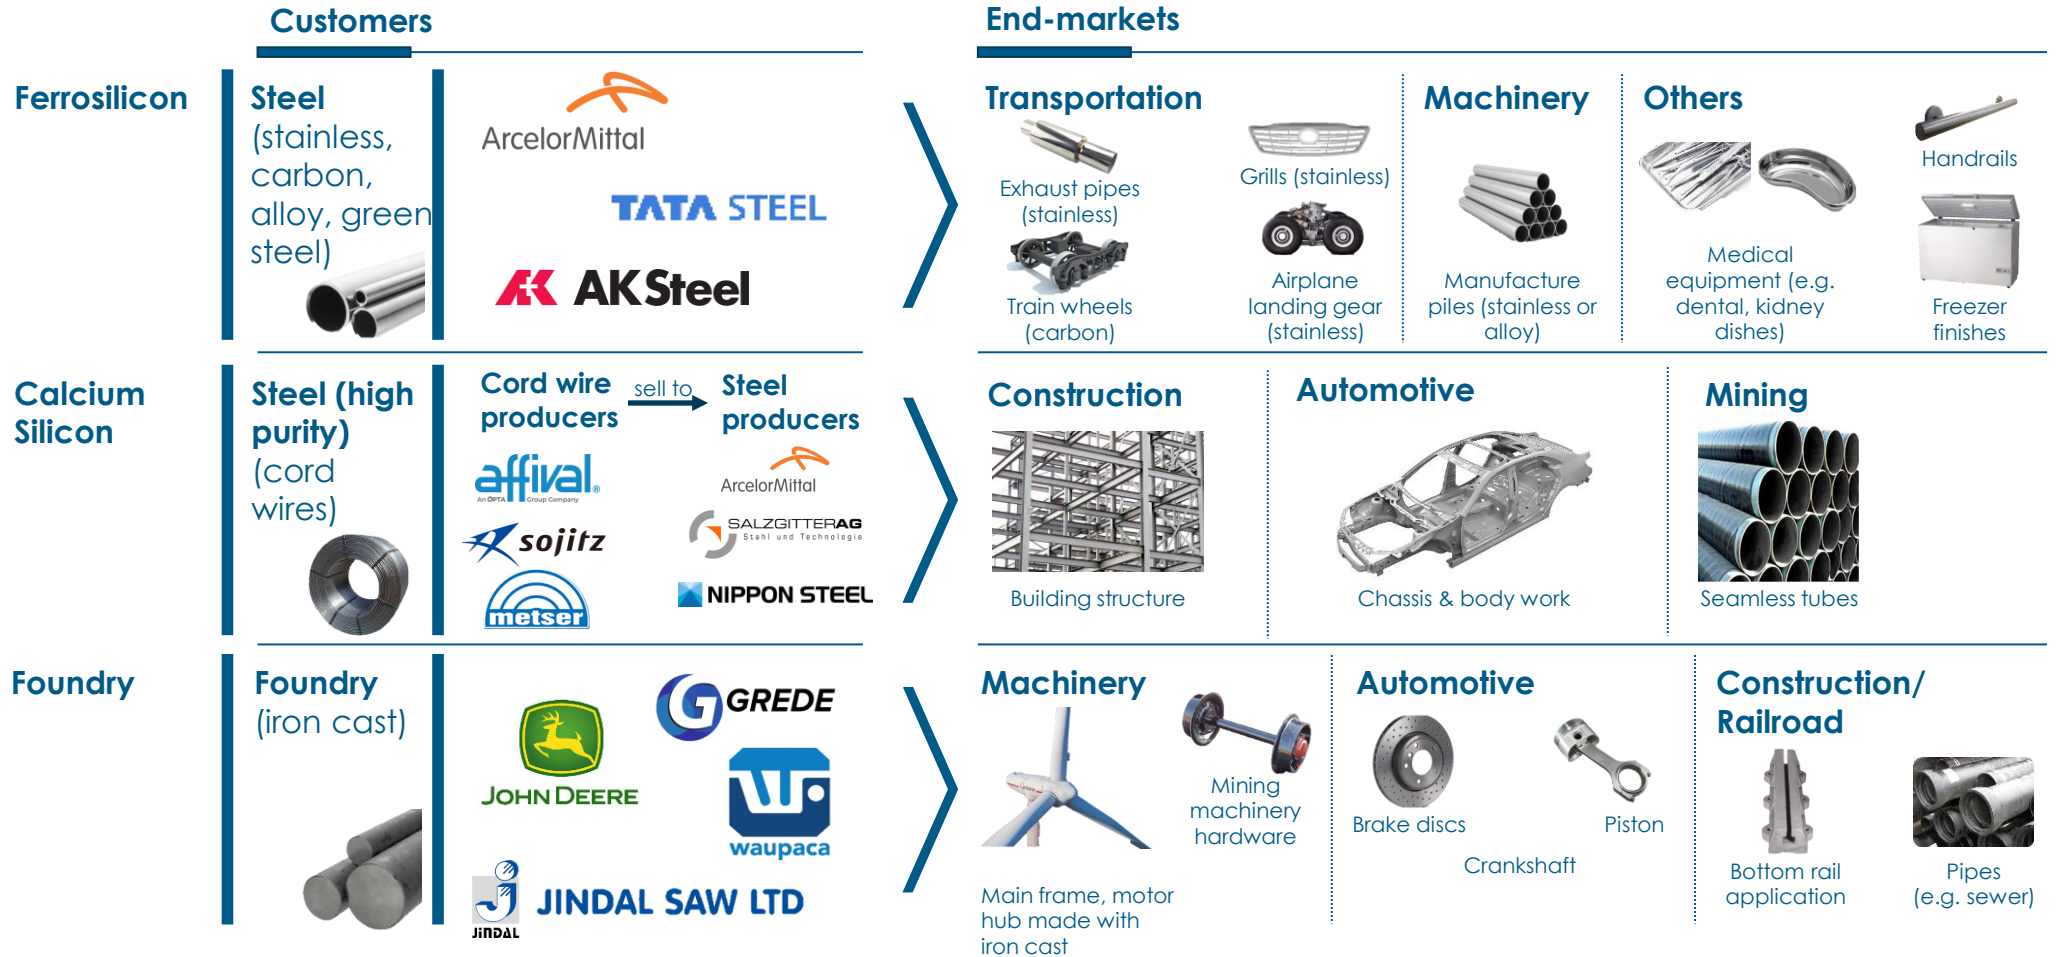 Customers
End-markets
Ferrosilicon
Steel
(stainless,
carbon,
alloy, green
steel)
ArcelorMittal
TATA STEEL
AK Steel
Transportation
Exhaust pipes
(stainless)
Grills (stainless)
Train wheels
(carbon)
Airplane
landing gear
(stainless)
Machinery
Manufacture
piles (stainless or
alloy)
Others
Medical
equipment (e.g.
dental, kidney
dishes)
Handrails
Freezer
finishes
Calcium
Silicon
Steel (high
purity)
(cord
wires)
Cord wire
producers
sell to
Steel
producers
affival®
An OPTA Group Company
sojitz
metser
ArcelorMittal
SALZGITTERAG
Stahl und Technologie
NIPPON STEEL
Construction
Building structure
Automotive
Chassis & body work
Mining
Seamless tubes
Foundry
Foundry
(iron cast)
JOHN DEERE
GREDE
waupaca
JINDAL
JINDAL SAW LTD
Machinery
Main frame, motor
hub made with
iron cast
Mining
machinery
hardware
Automotive
Brake discs
Piston
Crankshaft
Construction/
Railroad
Bottom rail
application
Pipes
(e.g. sewer)